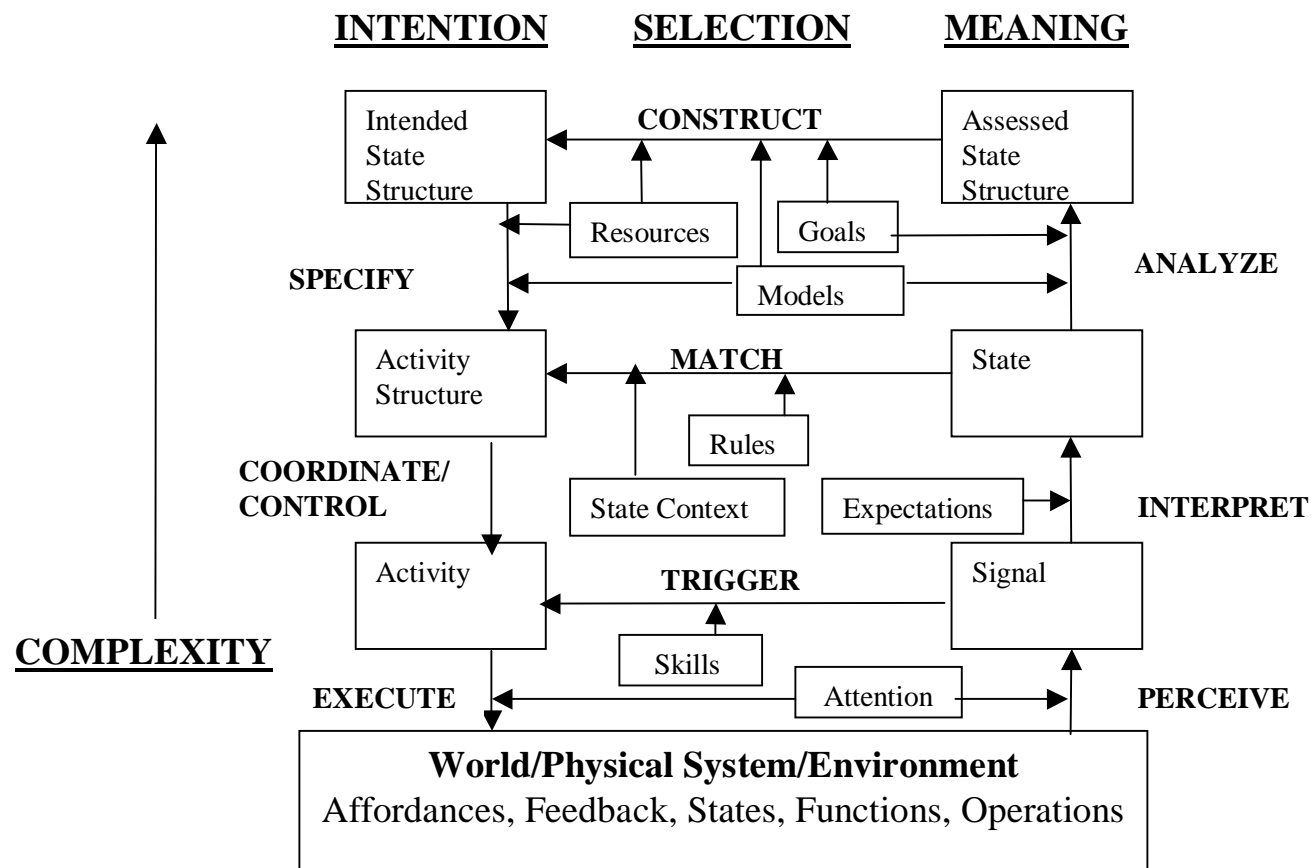 INTENTION SELECTION MEANING
Intended
State
Structure
CONSTRUCT
Assessed
State
Structure
Resources
Goals
SPECIFY
Models
ANALYZE
Activity
Structure
MATCH
State
Rules
COORDINATE/
CONTROL
State Context
Expectations
INTERPRET
Activity
TRIGGER
Signal
COMPLEXITY
Skills
EXECUTE
Attention
PERCEIVE
World/Physical System/Environment
Affordances, Feedback, States, Functions, Operations